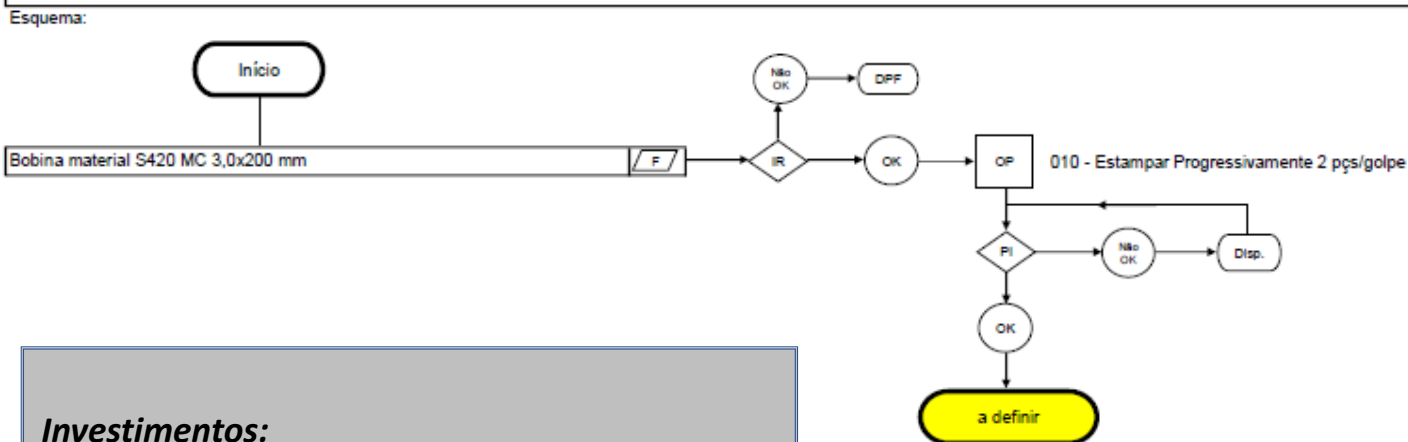 Esquema:
Início
Não
OK
DPF
Bobina material S420 MC 3,0x200 mm
F
IR
OK
OP
010 - Estampar Progressivamente 2 pçs/golpe
PI
Não
OK
Disp.
OK
a definir
Investimentos: